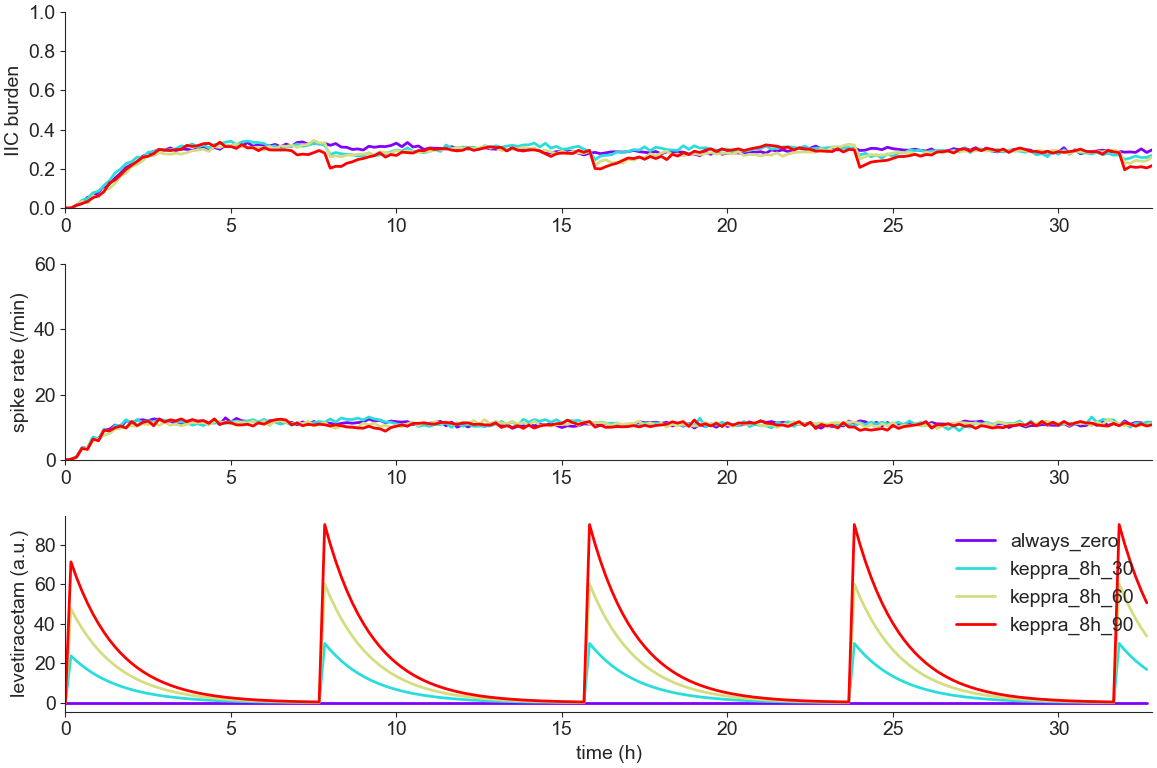 IIC burden
1.0
0.8
0.6
0.4
0.2
0.0
0 5 10 15 20 25 30
spike rate (/min)
60
40
20
0
0 5 10 15 20 25 30
levetiracetam (a.u.)
80
60
40
20
0
always_zero
keppra_8h_30
keppra_8h_60
keppra_8h_90
0 5 10 15 20 25 30
time (h)